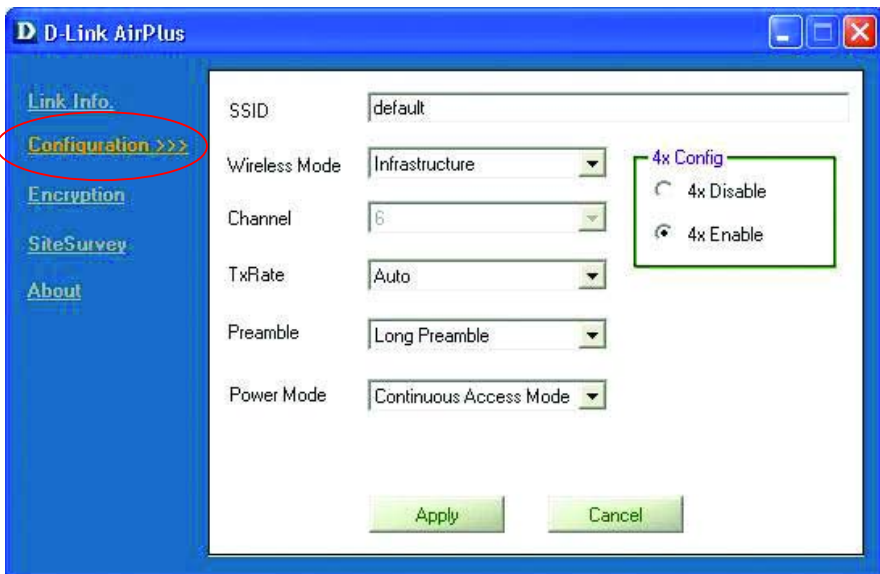 D D-Link AirPlus
Link Info.
Configuration >>>
Encryption
SiteSurvey
About
SSID default
Wireless Mode Infrastructure
Channel 6
TxRate Auto
Preamble Long Preamble
Power Mode Continuous Access Mode
4x Config
4x Disable
4x Enable
Apply Cancel